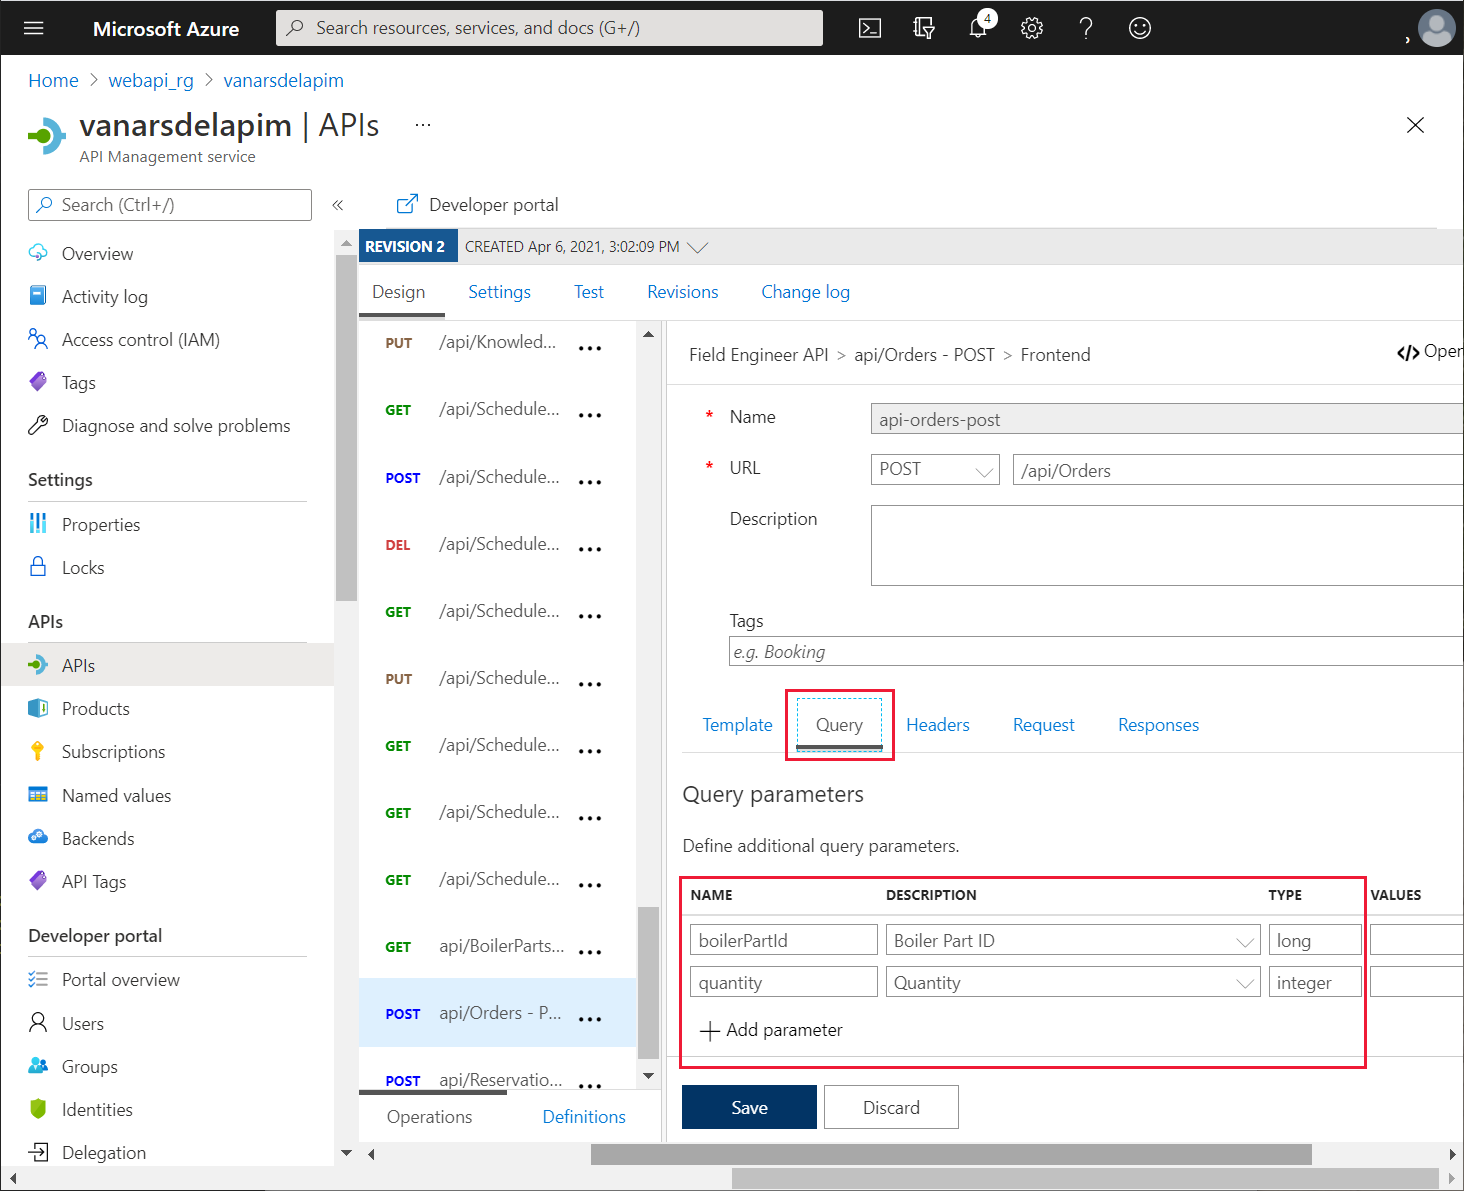 Microsoft Azure
Search resources, services, and docs (G+/)
4
Home > webapi_rg > vanarsdelapim
vanarsdelapim | APIs ...
API Management service
Search (Ctrl+/)
«
Developer portal
Overview
Activity log
Access control (IAM)
Tags
Diagnose and solve problems
Settings
Properties
Locks
APIs
APIs
Products
Subscriptions
Named values
Backends
API Tags
Developer portal
Portal overview
Users
Groups
Identities
Delegation
REVISION 2 CREATED Apr 6, 2021, 3:02:09 PM
Design Settings Test Revisions Change log
PUT /api/Knowled... ...
GET /api/Schedule... ...
POST /api/Schedule... ...
DEL /api/Schedule... ...
GET /api/Schedule... ...
PUT /api/Schedule... ...
GET /api/Schedule... ...
GET /api/Schedule... ...
GET /api/Schedule... ...
GET api/BoilerParts... ...
POST api/Orders - P... ...
POST api/Reservatio... ...
Operations Definitions
Field Engineer API > api/Orders - POST > Frontend
</> Oper
* Name api-orders-post
* URL POST /api/Orders
Description
Tags
e.g. Booking
Template Query Headers Request Responses
Query parameters
Define additional query parameters.
NAME DESCRIPTION TYPE VALUES
boilerPartId Boiler Part ID long
quantity Quantity integer
+ Add parameter
Save Discard